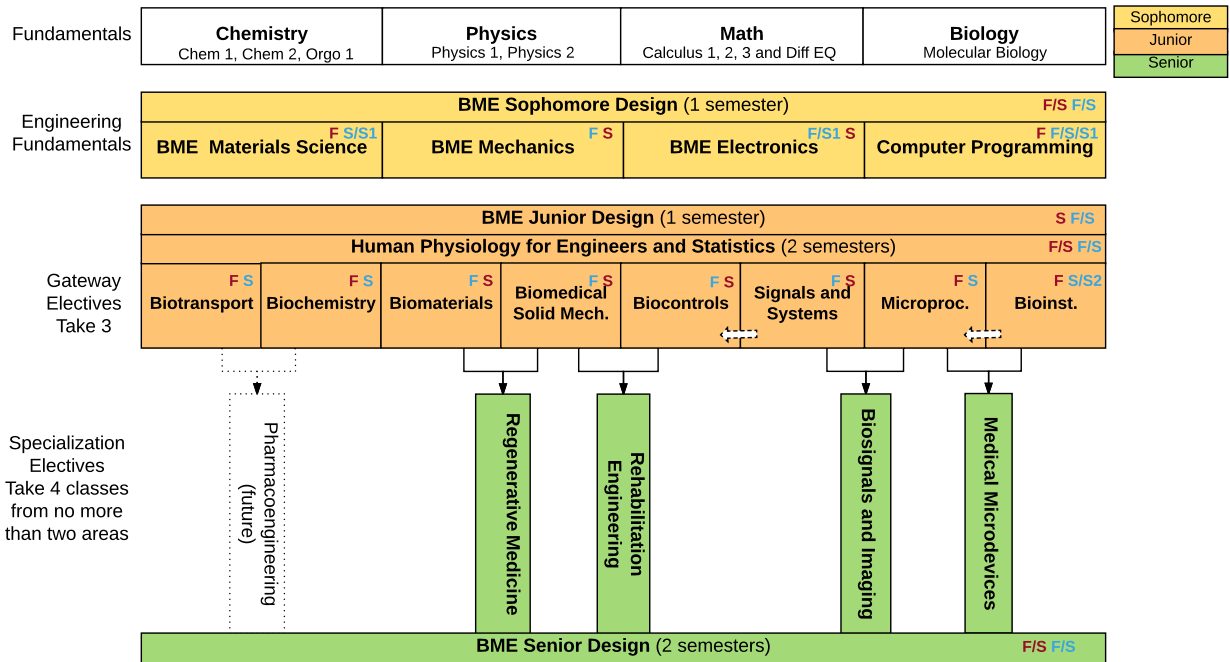 Fundamentals
Chemistry
Chem 1, Chem 2, Orgo 1
Physics
Physics 1, Physics 2
Math
Calculus 1, 2, 3 and Diff EQ
Biology
Molecular Biology
Sophomore
Junior
Senior
Engineering
Fundamentals
BME Sophomore Design (1 semester)
F/S F/S
F S/S1
BME  Materials Science
F S
BME Mechanics
F/S1 S
BME Electronics
F F/S/S1
Computer Programming
BME Junior Design (1 semester)
S F/S
Human Physiology for Engineers and Statistics (2 semesters)
F/S F/S
Gateway
Electives
Take 3
F S
Biotransport
F S
Biochemistry
F S
Biomaterials
F S
Biomedical
Solid Mech.
F S
Biocontrols
F S
Signals and
Systems
F S
Microproc.
F S/S2
Bioinst.
Specialization
Electives
Take 4 classes
from no more
than two areas
Pharmacoengineering
(future)
Regenerative Medicine
Rehabilitation
Engineering
Biosignals and Imaging
Medical Microdevices
BME Senior Design (2 semesters)
F/S F/S